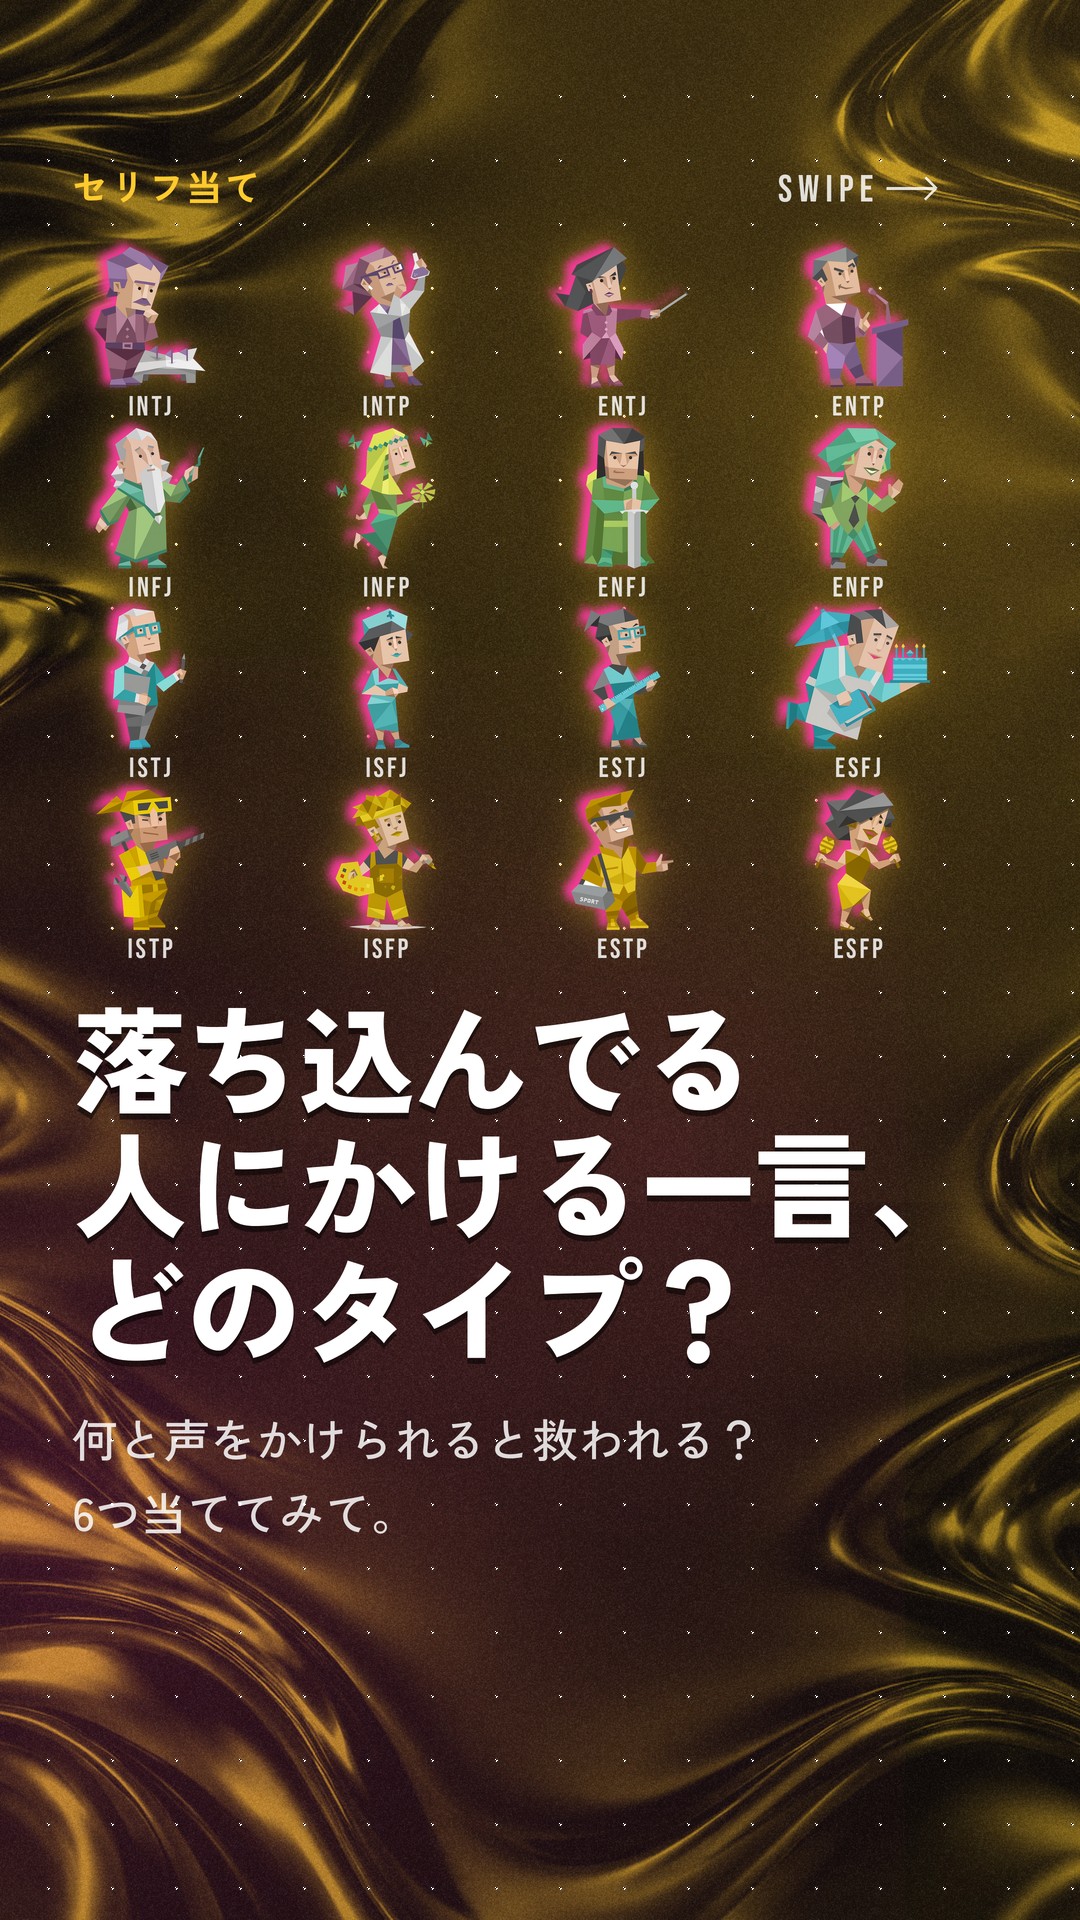 セリフ当て
SWIPE →
INTJ INTP ENTJ ENTP
INFJ INFP ENFJ ENFP
ISTJ ISFJ ESTJ ESFJ
SPORT
ISTP ISFP ESTP ESFP
落ち込んでる
人にかける一言、
どのタイプ？
何と声をかけられると救われる？
6つ当ててみて。